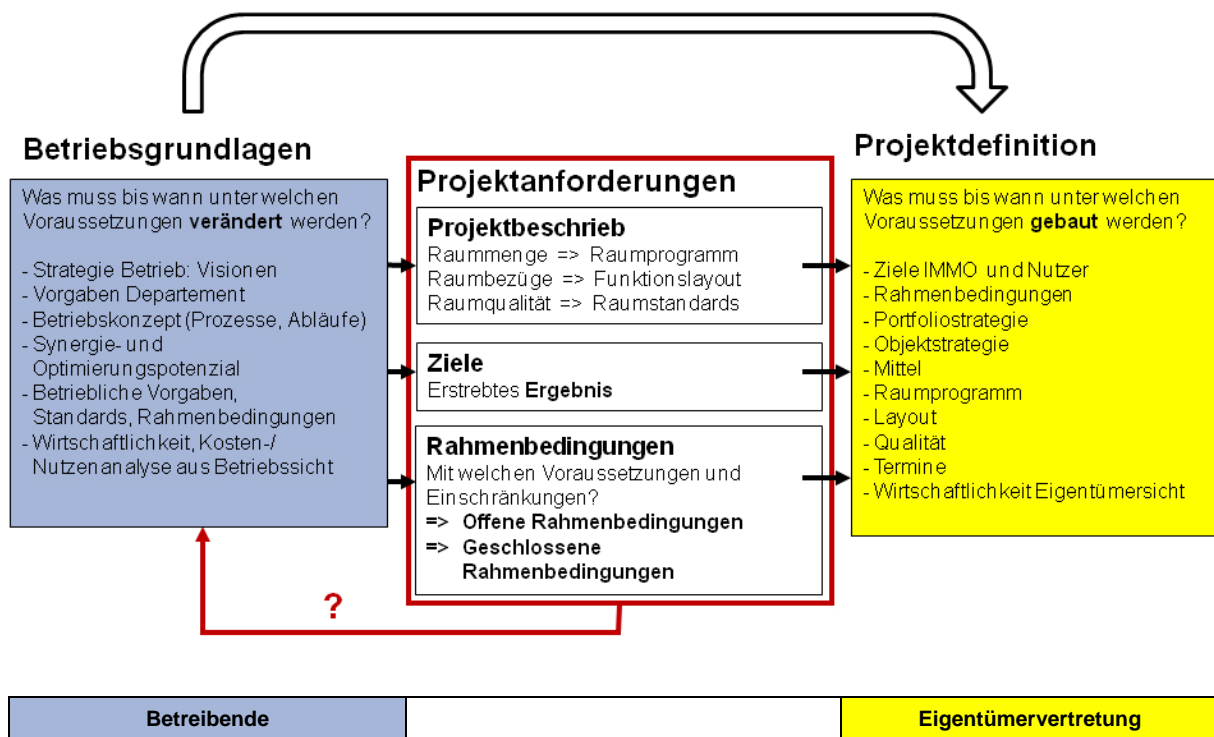 Betriebsgrundlagen
Was muss bis wann unter welchen
Voraussetzungen verändert werden?
- Strategie Betrieb: Visionen
- Vorgaben Departement
- Betriebskonzept (Prozesse, Abläufe)
- Synergie- und
Optimierungspotenzial
- Betriebliche Vorgaben,
Standards, Rahmenbedingungen
- Wirtschaftlichkeit, Kosten-/
Nutzenanalyse aus Betriebssicht
Projektanforderungen
Projektbeschrieb
Raummenge => Raumprogramm
Raumbezüge => Funktionslayout
Raumqualität => Raumstandards
Ziele
Erstrebtes Ergebnis
Rahmenbedingungen
Mit welchen Voraussetzungen und
Einschränkungen?
=> Offene Rahmenbedingungen
=> Geschlossene
Rahmenbedingungen
?
Projektdefinition
Was muss bis wann unter welchen
Voraussetzungen gebaut werden?
- Ziele IMMO und Nutzer
- Rahmenbedingungen
- Portfoliostrategie
- Objektstrategie
- Mittel
- Raumprogramm
- Layout
- Qualität
- Termine
- Wirtschaftlichkeit Eigentümersicht
Betreibende
Eigentümervertretung